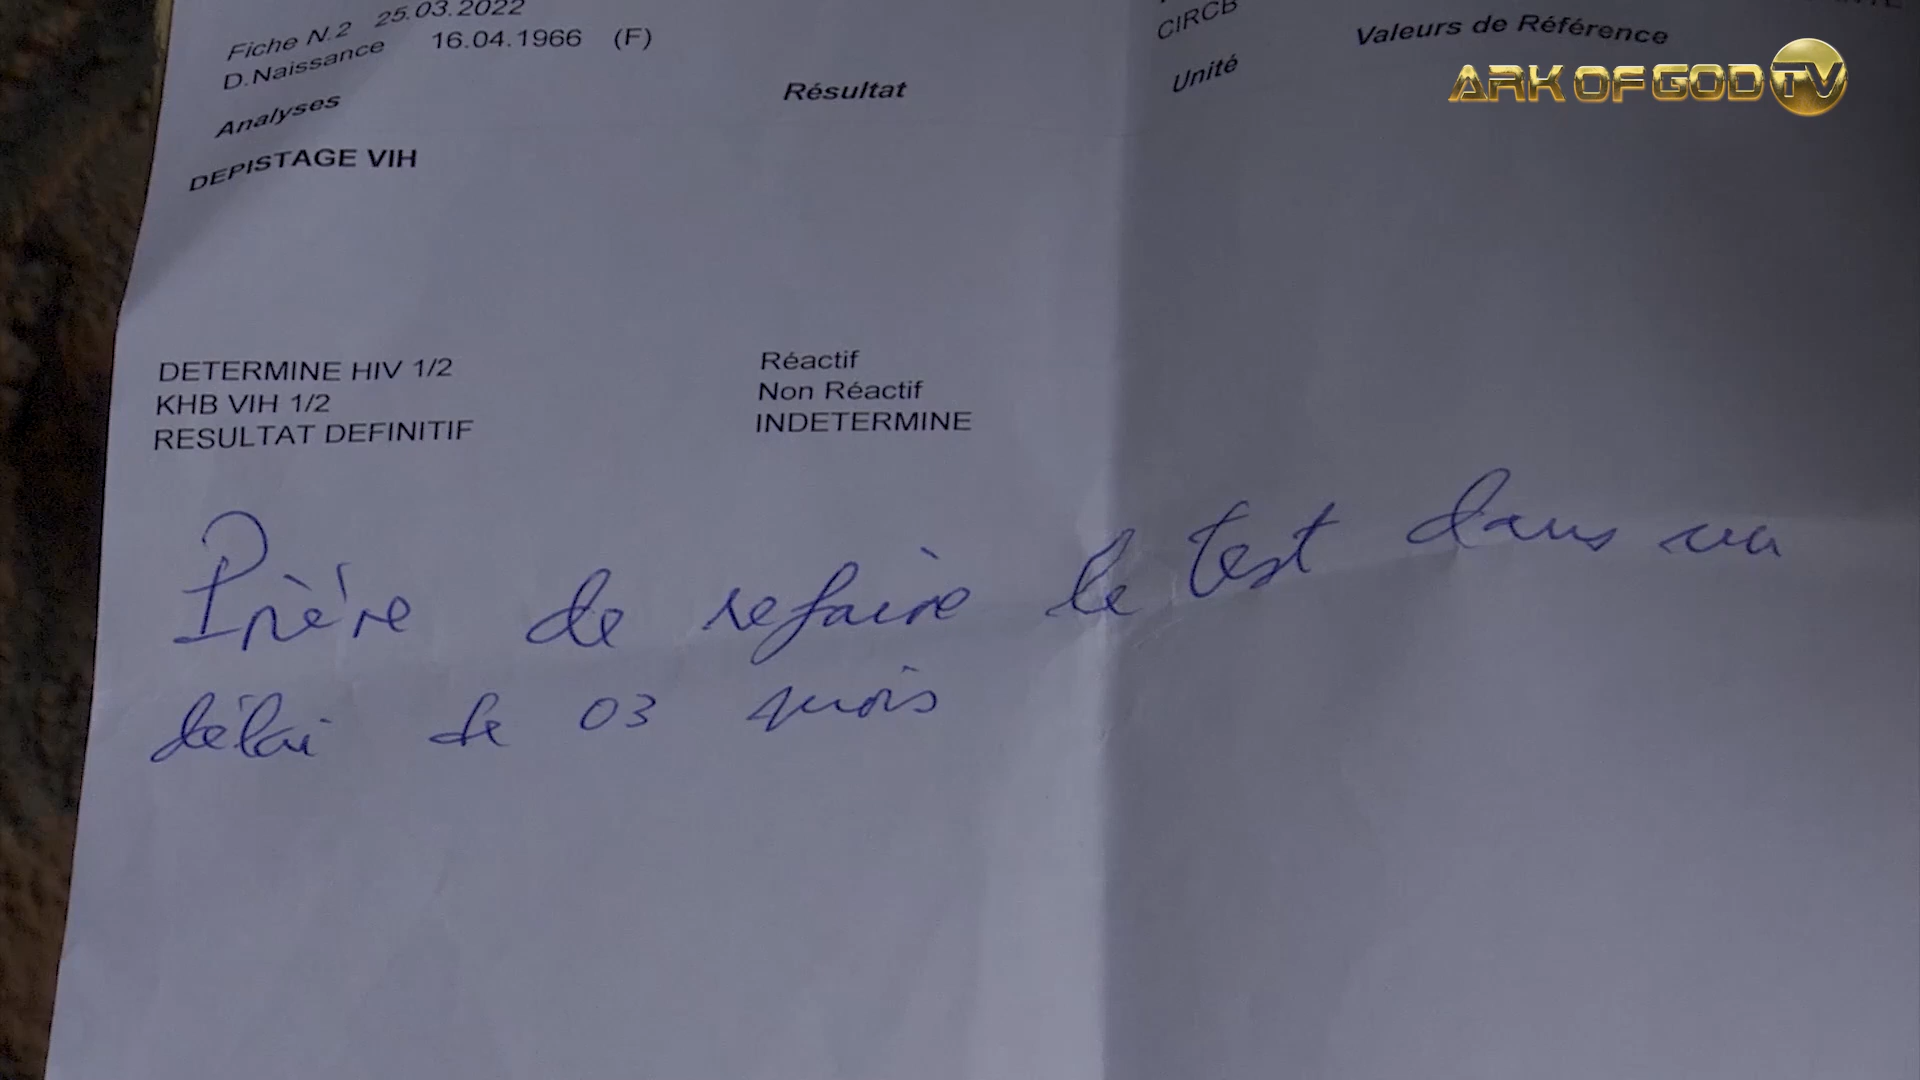 Fiche N.2 25.03.2022
D.Naissance 16.04.1966 (F)
CIRCB
Valeurs de Référence
Analyses Résultat Unité
ARK OF GOD TV
DEPISTAGE VIH
DETERMINE HIV 1/2 Réactif
KHB VIH 1/2 Non Réactif
RESULTAT DEFINITIF INDETERMINE
Prière de refaire le test dans un
délai de 03 mois